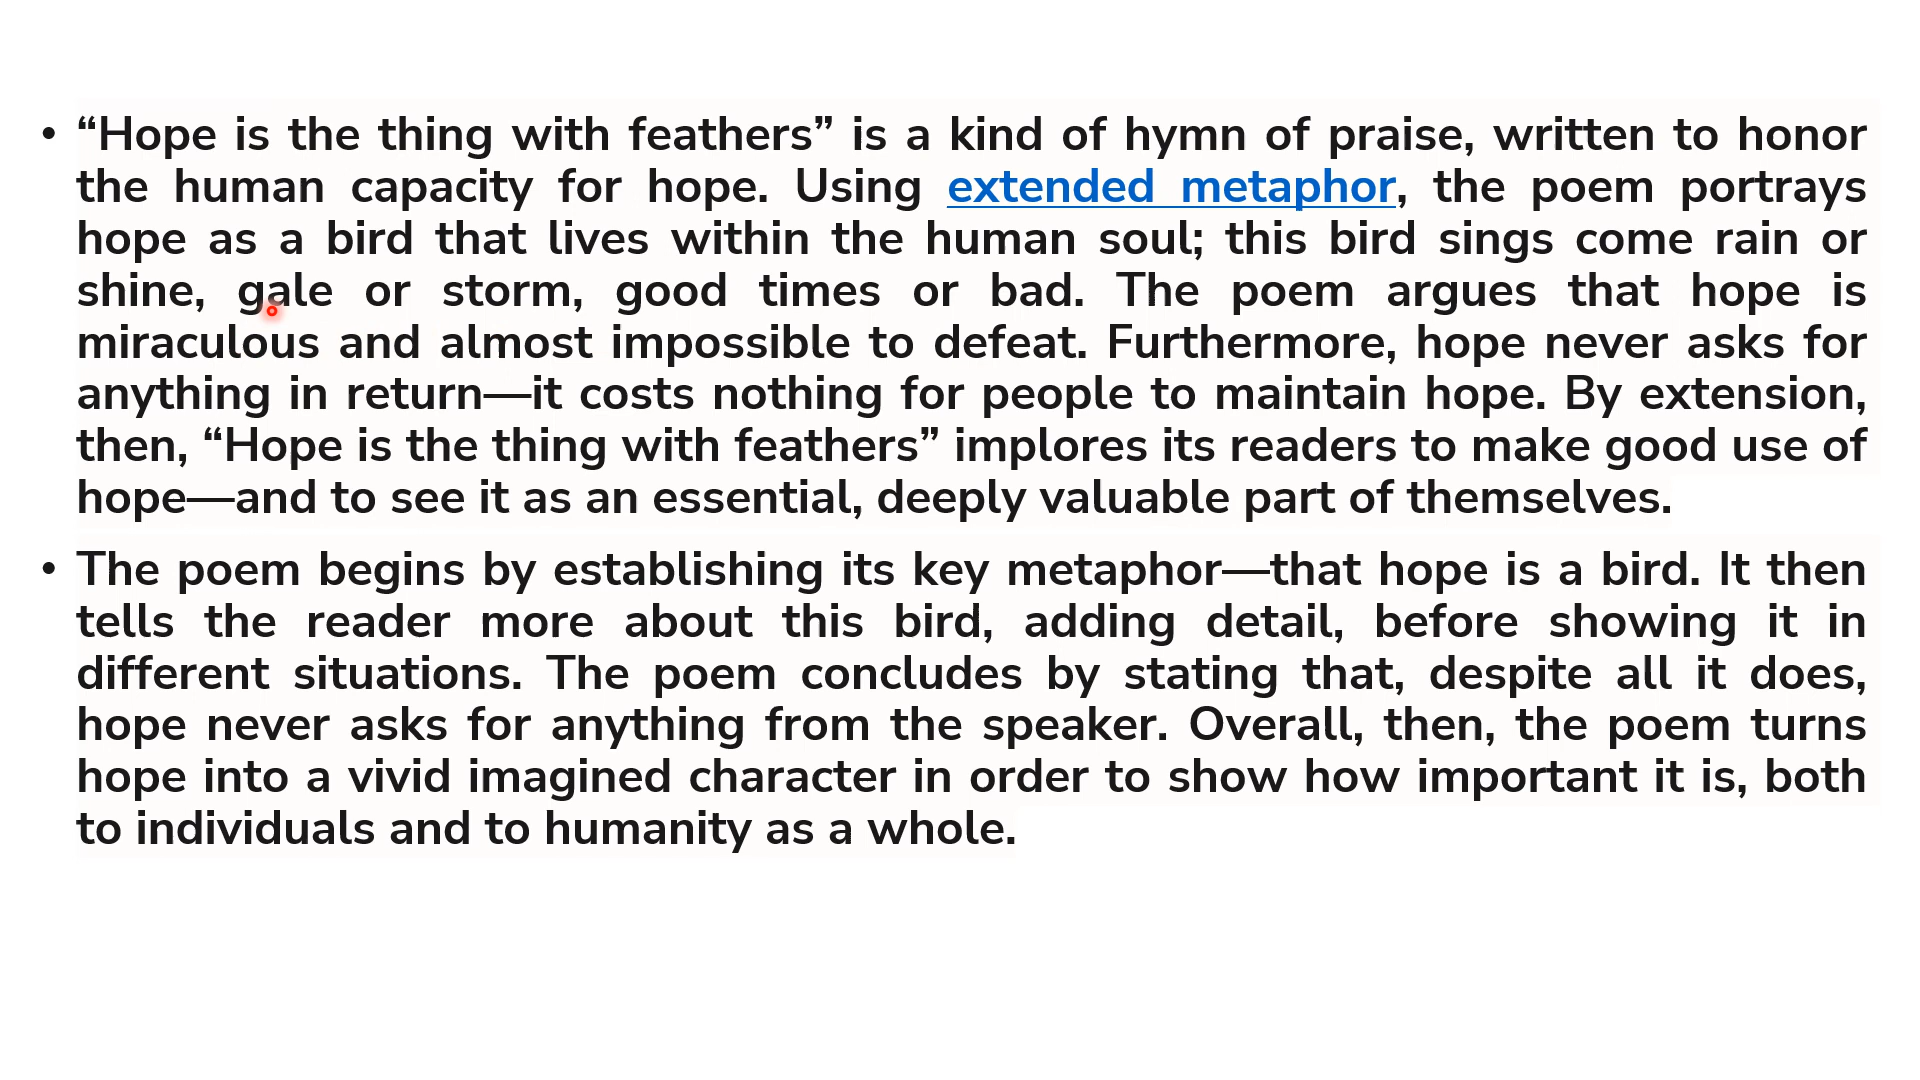 • “Hope is the thing with feathers” is a kind of hymn of praise, written to honor
the human capacity for hope. Using extended metaphor, the poem portrays
hope as a bird that lives within the human soul; this bird sings come rain or
shine, gale or storm, good times or bad. The poem argues that hope is
miraculous and almost impossible to defeat. Furthermore, hope never asks for
anything in return—it costs nothing for people to maintain hope. By extension,
then, “Hope is the thing with feathers” implores its readers to make good use of
hope—and to see it as an essential, deeply valuable part of themselves.
• The poem begins by establishing its key metaphor—that hope is a bird. It then
tells the reader more about this bird, adding detail, before showing it in
different situations. The poem concludes by stating that, despite all it does,
hope never asks for anything from the speaker. Overall, then, the poem turns
hope into a vivid imagined character in order to show how important it is, both
to individuals and to humanity as a whole.